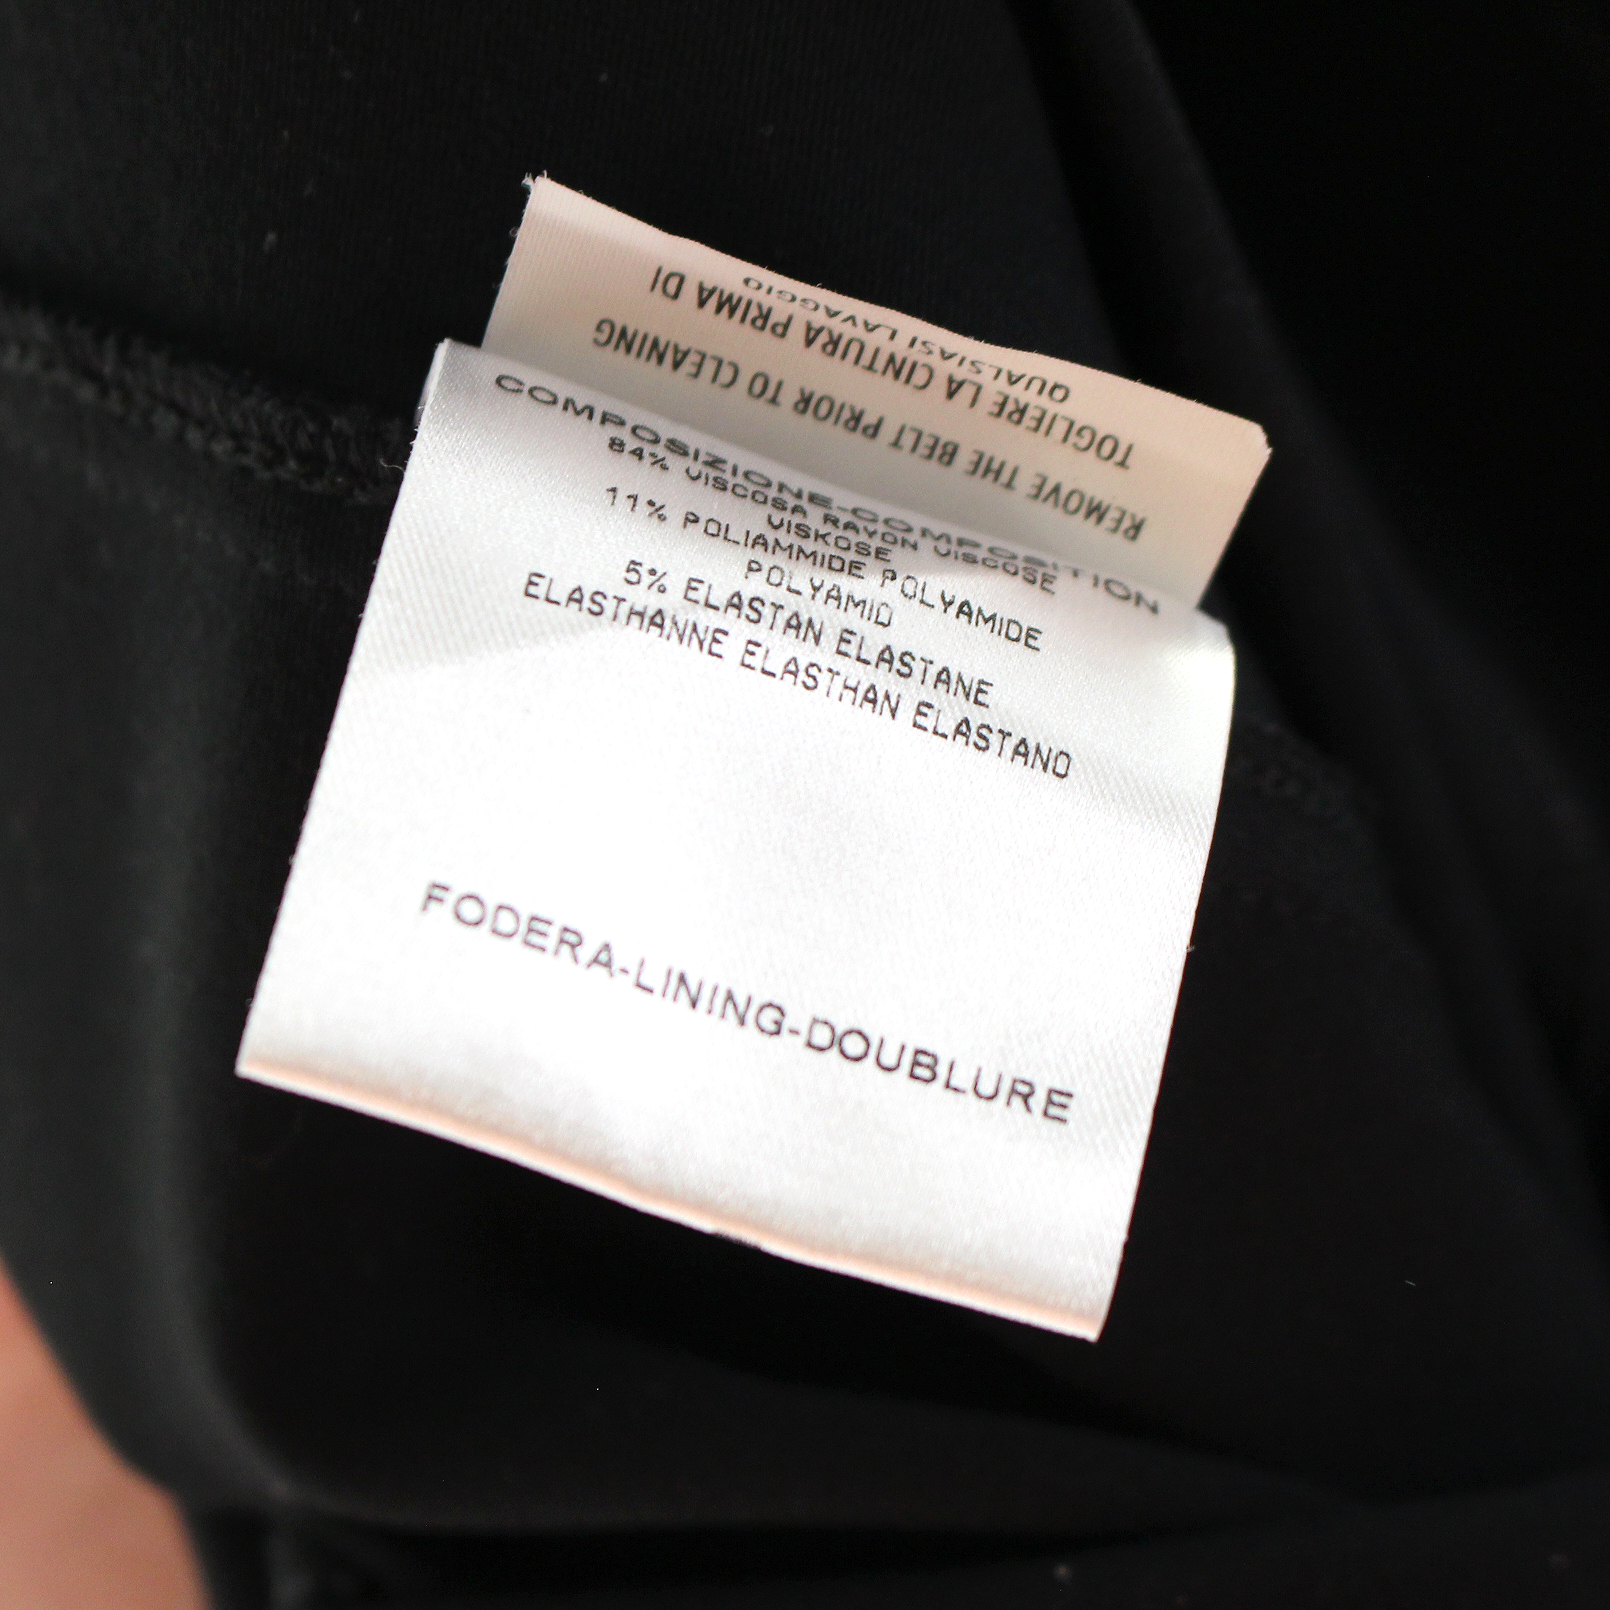 REMOVE THE BELT PRIOR TO CLEANING
TOGLIERE LA CINTURA PRIMA DI
QUALSIASI LAVAGGIO
COMPOSIZIONE-COMPOSITION
84% VISCOSA RAYON VISCOSE
VISKOSE
11% POLIAMMIDE POLYAMIDE
POLYAMID
5% ELASTAN ELASTANE
ELASTHANNE ELASTHAN ELASTANO
FODERA-LINING-DOUBLURE